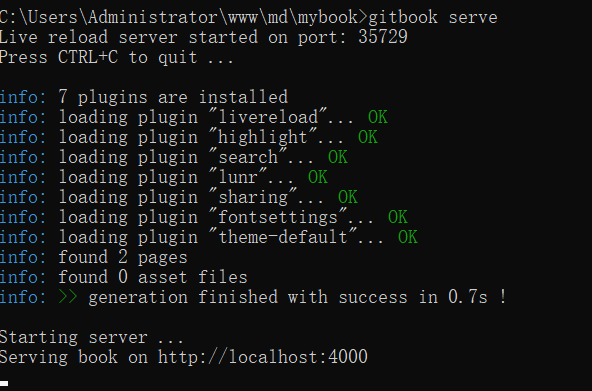 C:\Users\Administrator\www\md\mybook>gitbook serve
Live reload server started on port: 35729
Press CTRL+C to quit ...
info: 7 plugins are installed
info: loading plugin "livereload"... OK
info: loading plugin "highlight"... OK
info: loading plugin "search"... OK
info: loading plugin "lunr"... OK
info: loading plugin "sharing"... OK
info: loading plugin "fontsettings"... OK
info: loading plugin "theme-default"... OK
info: found 2 pages
info: found 0 asset files
info: >> generation finished with success in 0.7s !
Starting server ...
Serving book on http://localhost:4000